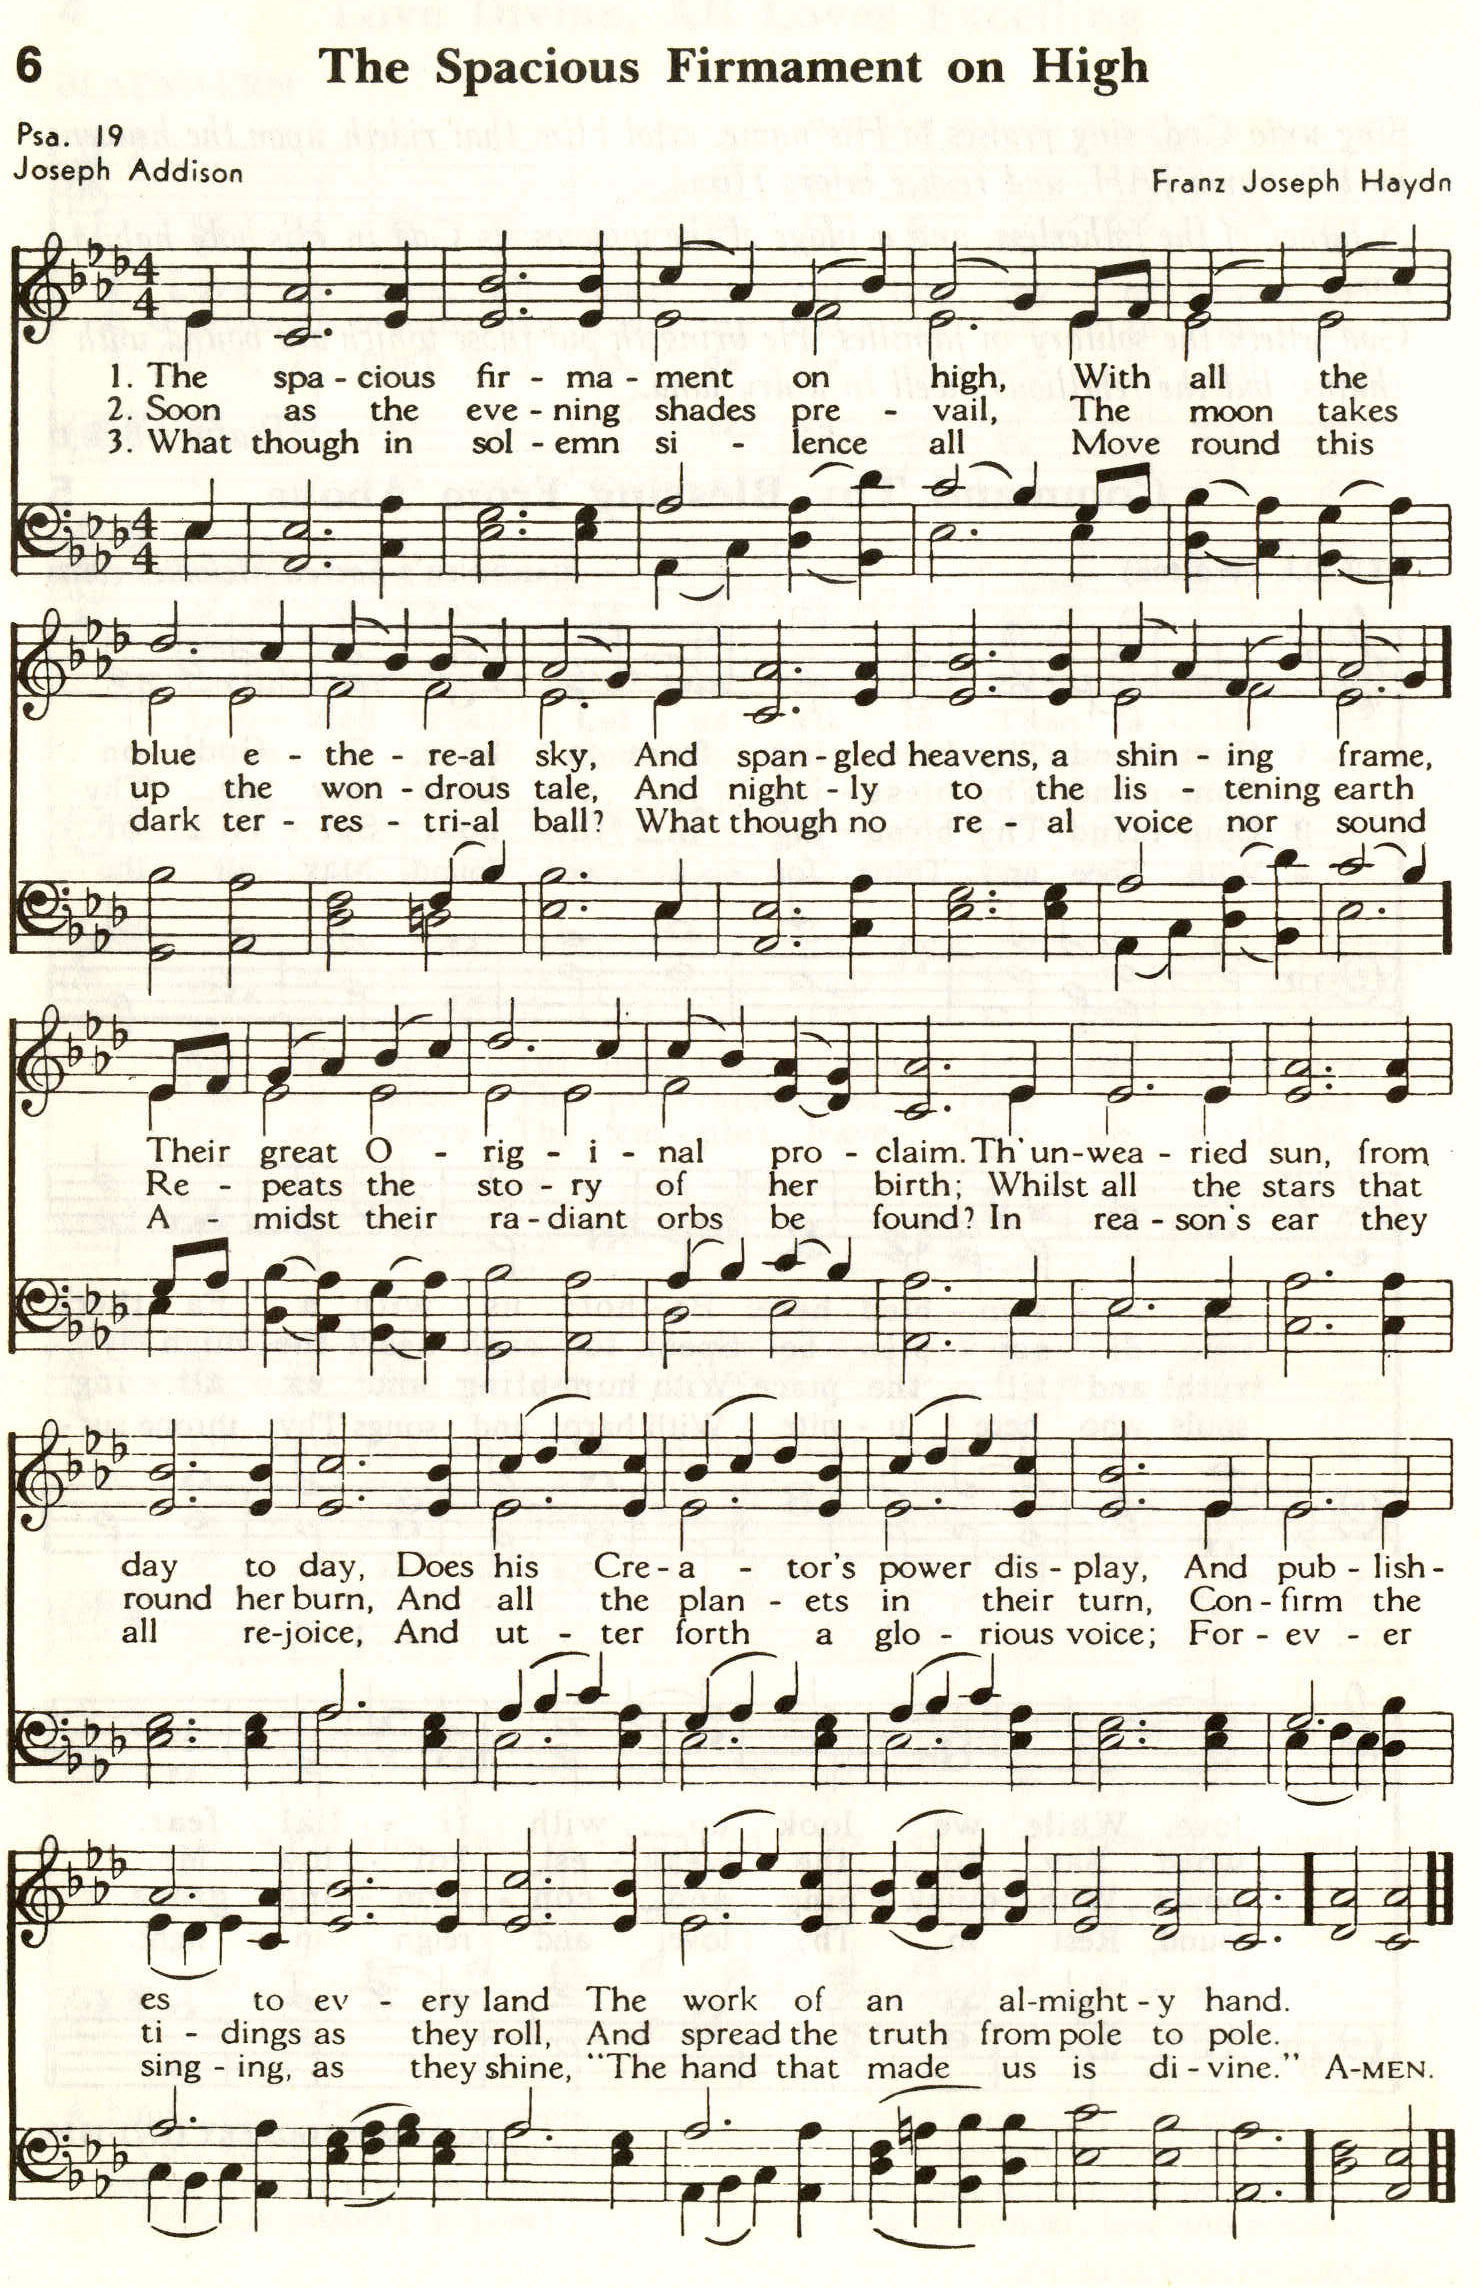 6 The Spacious Firmament on High
Psa. 19
Joseph Addison
Franz Joseph Haydn
4 4
1. The spa - cious fir - ma - ment on high, With all the
2. Soon as the eve - ning shades pre - vail, The moon takes
3. What though in sol - emn si - lence all Move round this
4 4
blue e - the - re-al sky, And span - gled heavens, a shin - ing frame,
up the won - drous tale, And night - ly to the lis - tening earth
dark ter - res - tri-al ball? What though no re - al voice nor sound
Their great O - rig - i - nal pro - claim. Th' un-wea - ried sun, from
Re - peats the sto - ry of her birth; Whilst all the stars that
A - midst their ra - diant orbs be found? In rea - son's ear they
day to day, Does his Cre - a - tor's power dis - play, And pub - lish -
round her burn, And all the plan - ets in their turn, Con - firm the
all re-joice, And ut - ter forth a glo - rious voice; For - ev - er
es to ev - ery land The work of an al-might - y hand.
ti - dings as they roll, And spread the truth from pole to pole.
sing - ing, as they shine, "The hand that made us is di - vine." A-MEN.